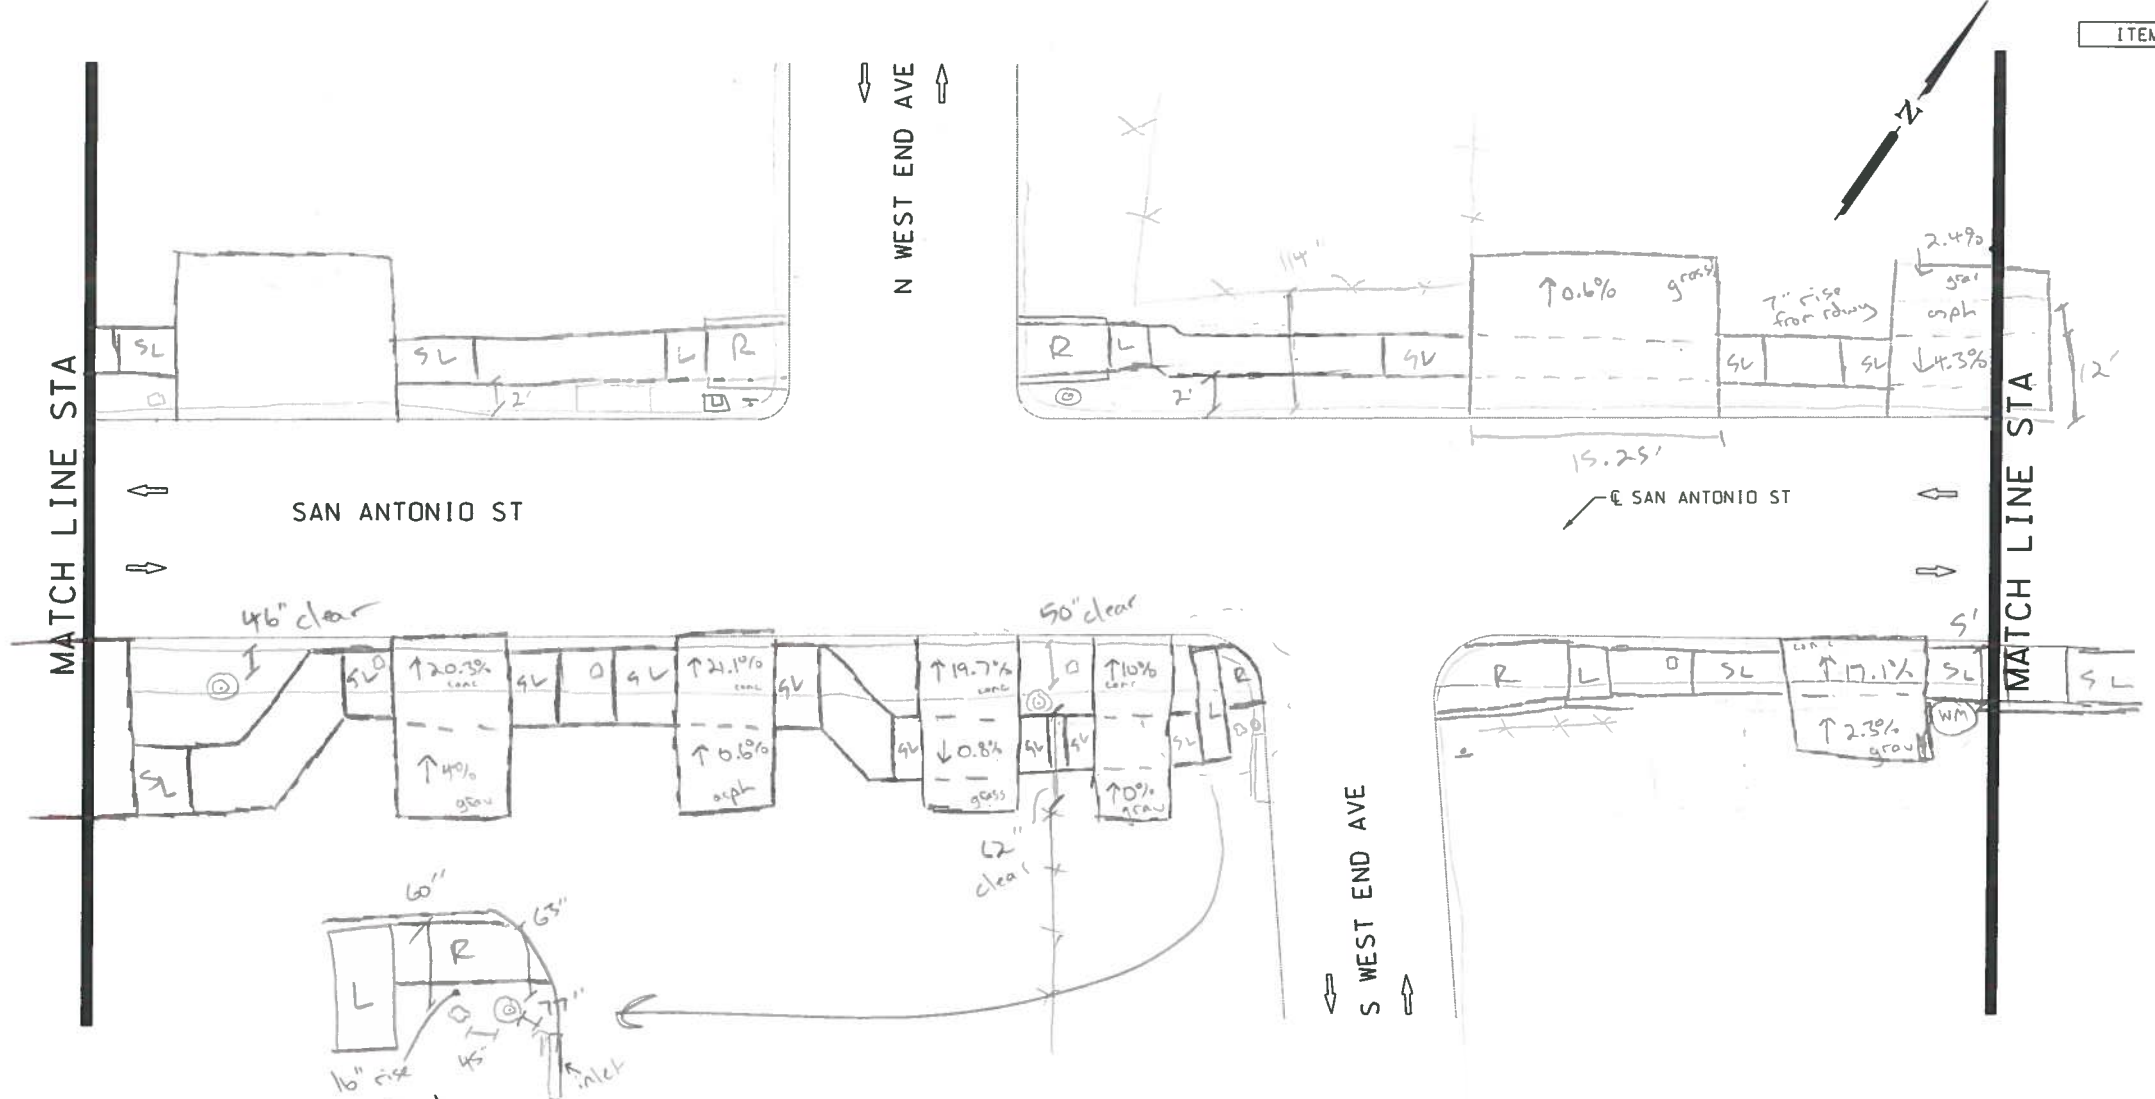 ITEM
N WEST END AVE
N
114"
2.4%
↑0.6%
grass
7" rise
from rdway
asph
SL
SL
L
R
R
L
SL
SL
SL
↓4.3%
12'
2'
2'
15.25'
MATCH LINE STA
MATCH LINE STA
SAN ANTONIO ST
℄ SAN ANTONIO ST
46" clear
50" clear
5'
SL
↑20.3%
conc
SL
SL
↑21.1%
conc
SL
↑19.7%
conc
↑10%
conc
R
L
R
L
SL
conc
↑17.1%
SL
SL
SL
↑4%
grav
↑0.6%
asph
SL
↓0.8%
grass
SL
SL
↑0%
grav
SL
↑2.3%
grav
WM
62"
clear
S WEST END AVE
60"
63"
R
L
77"
45"
16" rise
inlet